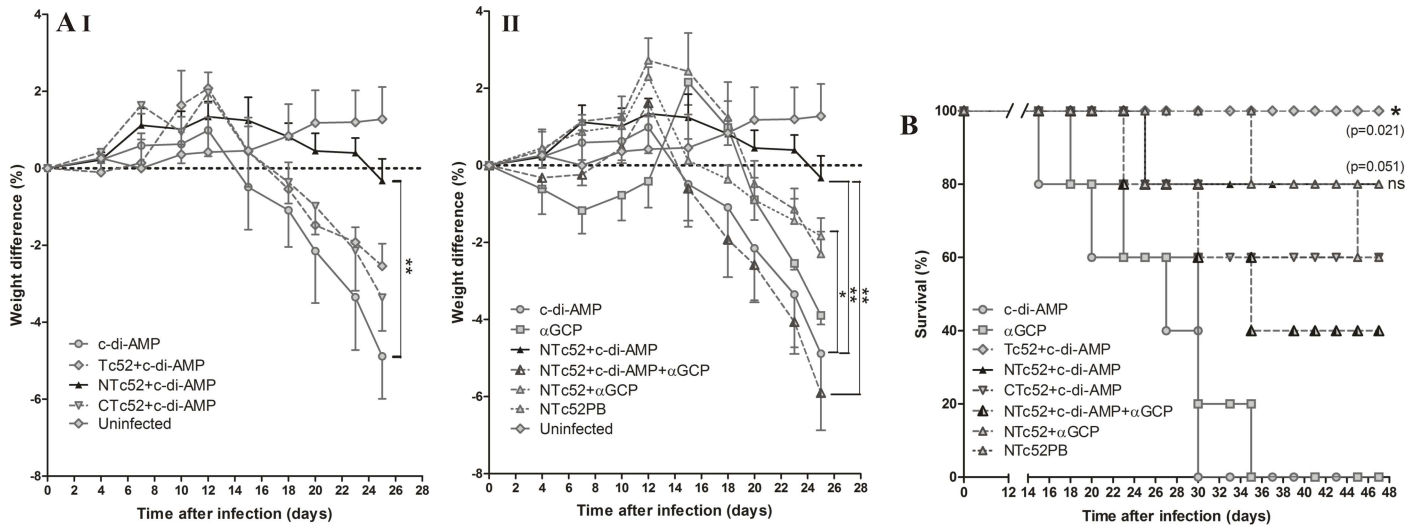 A I
Weight difference (%)
4
2
0
-2
-4
-6
-8
**
c-di-AMP
Tc52+c-di-AMP
NTc52+c-di-AMP
CTc52+c-di-AMP
Uninfected
0 2 4 6 8 10 12 14 16 18 20 22 24 26 28
Time after infection (days)
II
Weight difference (%)
4
2
0
-2
-4
-6
-8
*
**
**
c-di-AMP
αGCP
NTc52+c-di-AMP
NTc52+c-di-AMP+αGCP
NTc52+αGCP
NTc52PB
Uninfected
0 2 4 6 8 10 12 14 16 18 20 22 24 26 28
Time after infection (days)
B
Survival (%)
100
80
60
40
20
0
*
(p=0.021)
(p=0.051)
ns
c-di-AMP
αGCP
Tc52+c-di-AMP
NTc52+c-di-AMP
CTc52+c-di-AMP
NTc52+c-di-AMP+αGCP
NTc52+αGCP
NTc52PB
0 12 14 16 18 20 22 24 26 28 30 32 34 36 38 40 42 44 46 48
Time after infection (days)